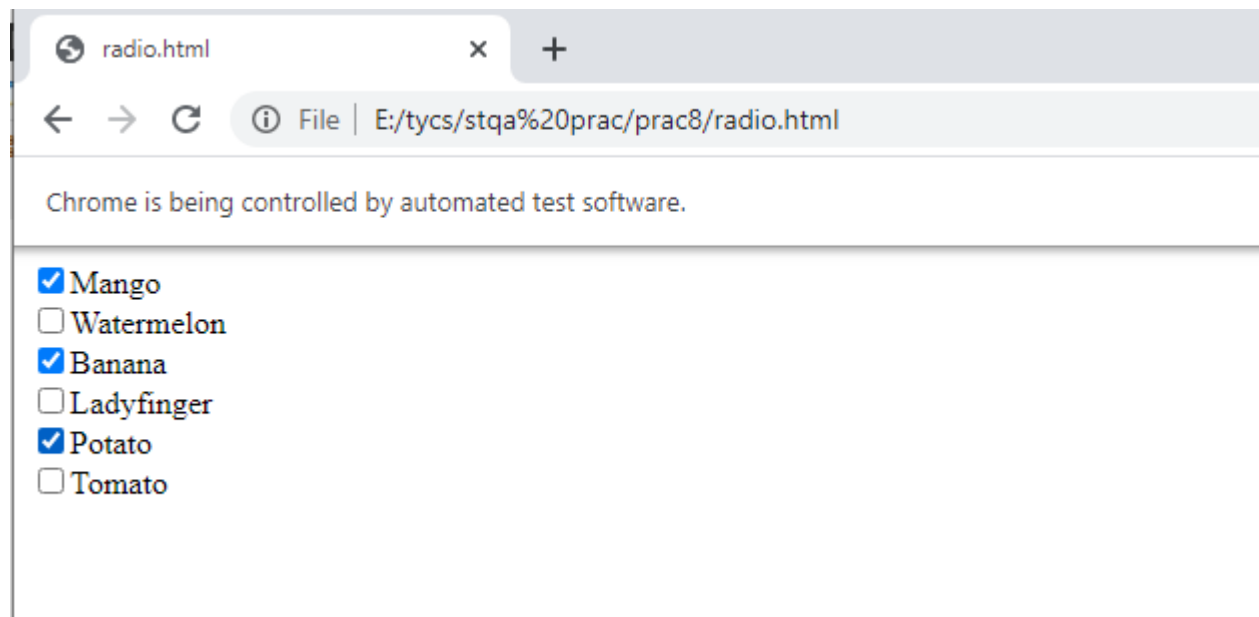 radio.html
File E:/tycs/stqa%20prac/prac8/radio.html
Chrome is being controlled by automated test software.
Mango
Watermelon
Banana
Ladyfinger
Potato
Tomato